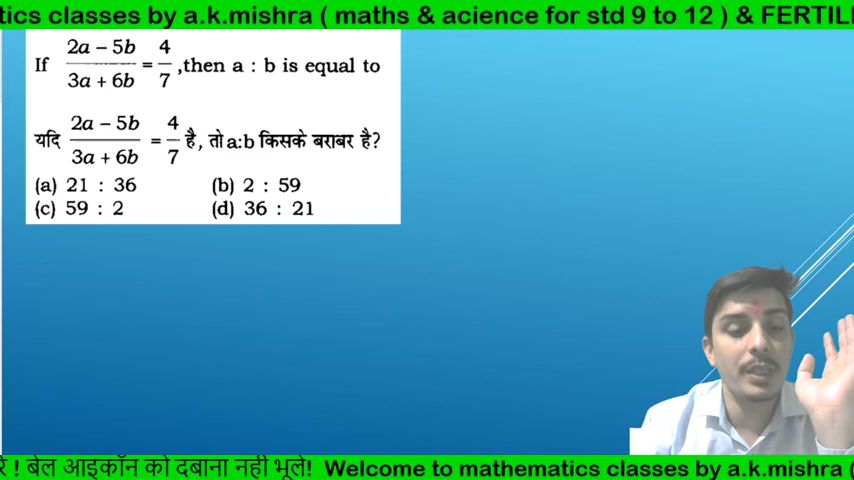 tics classes by a.k.mishra ( maths & acience for std 9 to 12 ) & FERTIL
If (2a – 5b)/(3a + 6b) = 4/7 ,then a : b is equal to
यदि (2a – 5b)/(3a + 6b) = 4/7 है, तो a:b किसके बराबर है?
(a) 21 : 36 (b) 2 : 59
(c) 59 : 2 (d) 36 : 21
रे ! बेल आइकॉन को दबाना नही भूले! Welcome to mathematics classes by a.k.mishra (